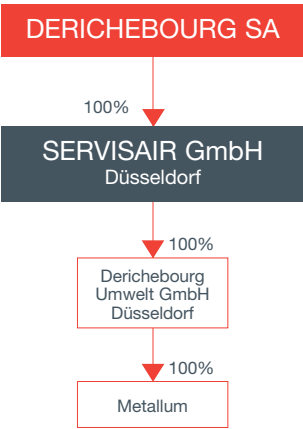 DERICHEBOURG SA
100%
SERVISAIR GmbH
Düsseldorf
100%
Derichebourg
Umwelt GmbH
Düsseldorf
100%
Metallum